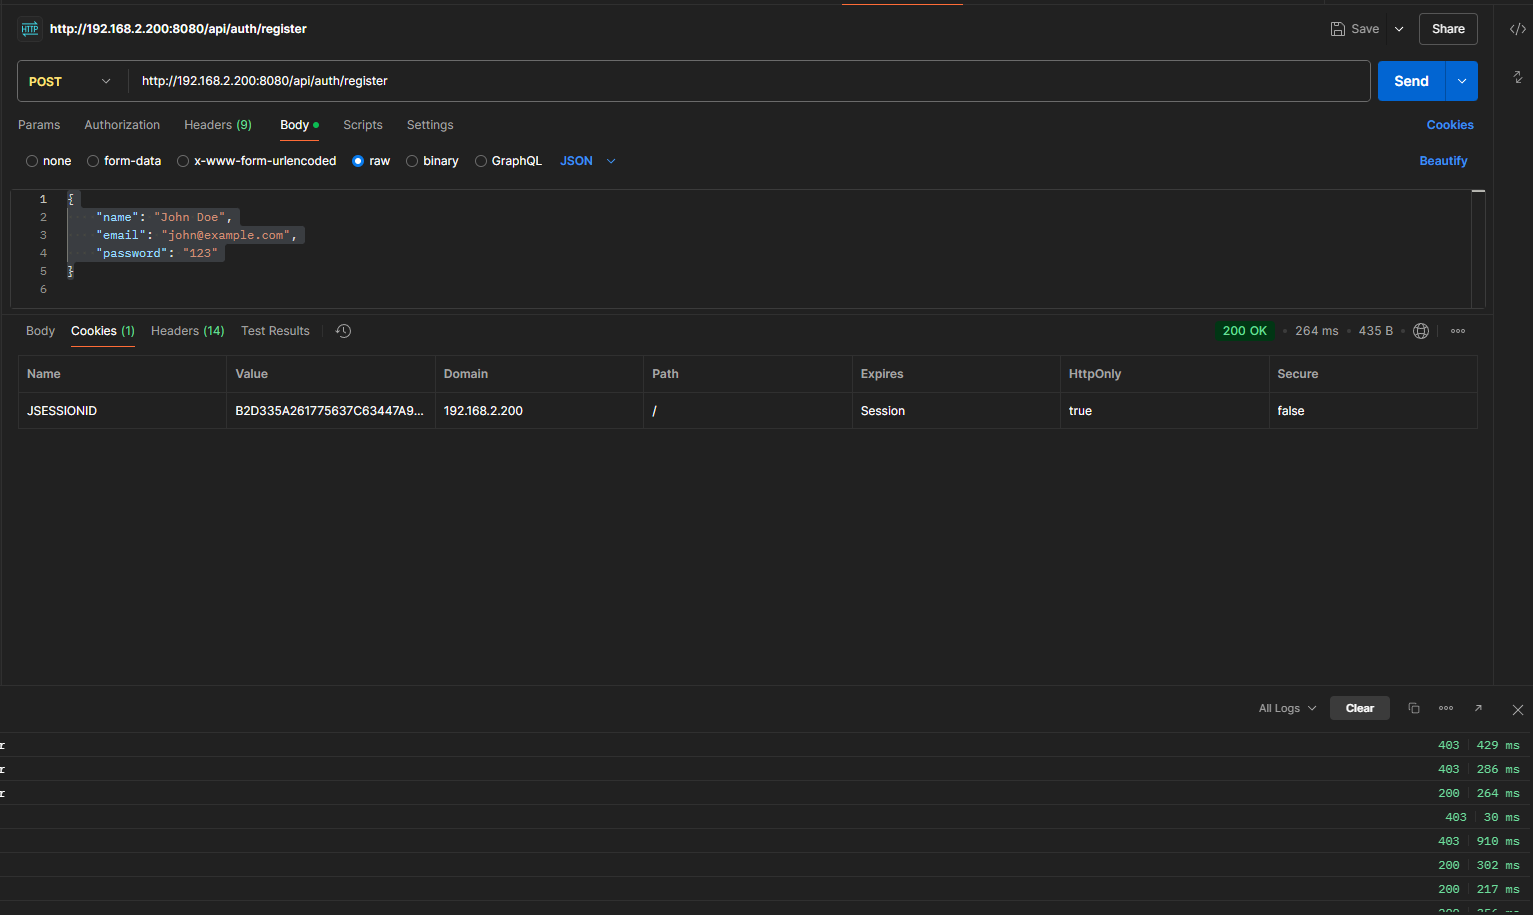 HTTP http://192.168.2.200:8080/api/auth/register Save Share
POST http://192.168.2.200:8080/api/auth/register Send
Params Authorization Headers (9) Body Scripts Settings Cookies
none form-data x-www-form-urlencoded raw binary GraphQL JSON Beautify
1 {
2 "name": "John Doe",
3 "email": "john@example.com",
4 "password": "123"
5 }
6
Body Cookies (1) Headers (14) Test Results 200 OK 264 ms 435 B
Name Value Domain Path Expires HttpOnly Secure
JSESSIONID B2D335A261775637C63447A9... 192.168.2.200 / Session true false
All Logs Clear
r 403 429 ms
r 403 286 ms
r 200 264 ms
403 30 ms
403 910 ms
200 302 ms
200 217 ms